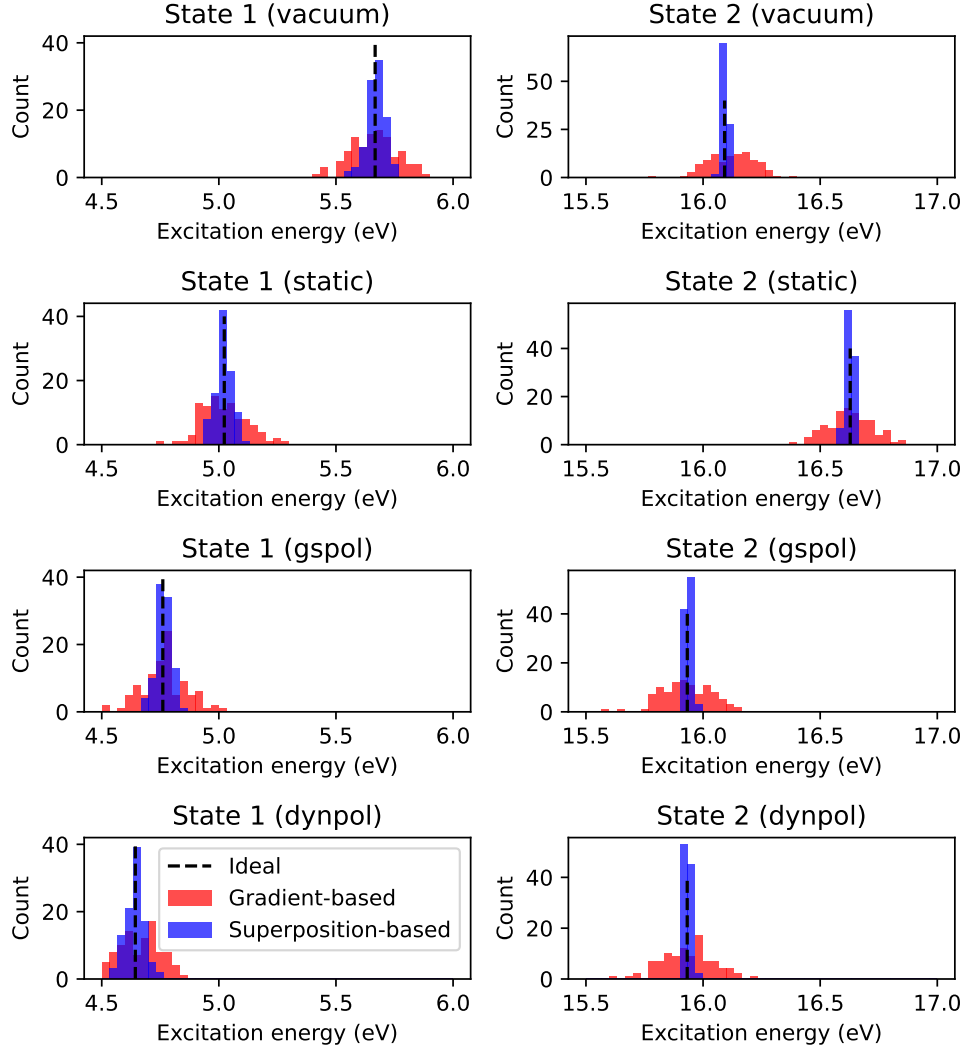 State 1 (vacuum)
State 2 (vacuum)
Count
40
20
0
4.5 5.0 5.5 6.0
Excitation energy (eV)
Count
50
25
0
15.5 16.0 16.5 17.0
Excitation energy (eV)
State 1 (static)
State 2 (static)
Count
40
20
0
4.5 5.0 5.5 6.0
Excitation energy (eV)
Count
40
20
0
15.5 16.0 16.5 17.0
Excitation energy (eV)
State 1 (gspol)
State 2 (gspol)
Count
40
20
0
4.5 5.0 5.5 6.0
Excitation energy (eV)
Count
40
20
0
15.5 16.0 16.5 17.0
Excitation energy (eV)
State 1 (dynpol)
State 2 (dynpol)
Count
40
20
0
Ideal
Gradient-based
Superposition-based
4.5 5.0 5.5 6.0
Excitation energy (eV)
Count
50
25
0
15.5 16.0 16.5 17.0
Excitation energy (eV)